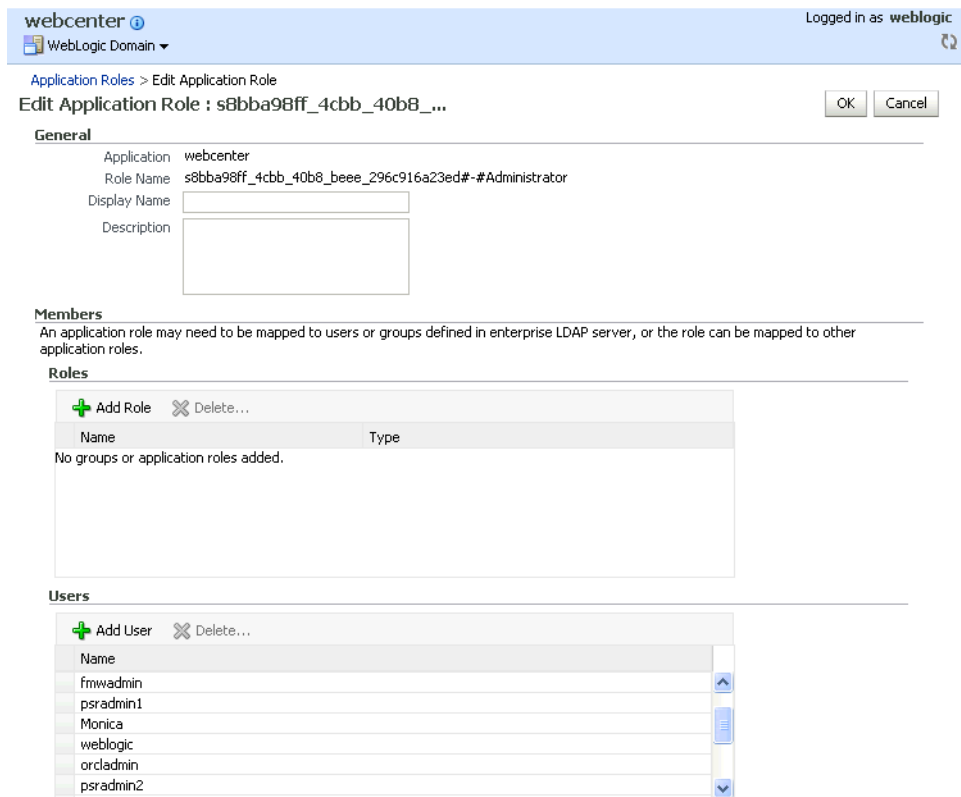 webcenter
Logged in as weblogic
WebLogic Domain
Application Roles > Edit Application Role
Edit Application Role : s8bba98ff_4cbb_40b8_...
OK
Cancel
General
Application webcenter
Role Name s8bba98ff_4cbb_40b8_beee_296c916a23ed#-#Administrator
Display Name
Description
Members
An application role may need to be mapped to users or groups defined in enterprise LDAP server, or the role can be mapped to other
application roles.
Roles
Add Role Delete...
Name Type
No groups or application roles added.
Users
Add User Delete...
Name
fmwadmin
psradmin1
Monica
weblogic
orcladmin
psradmin2